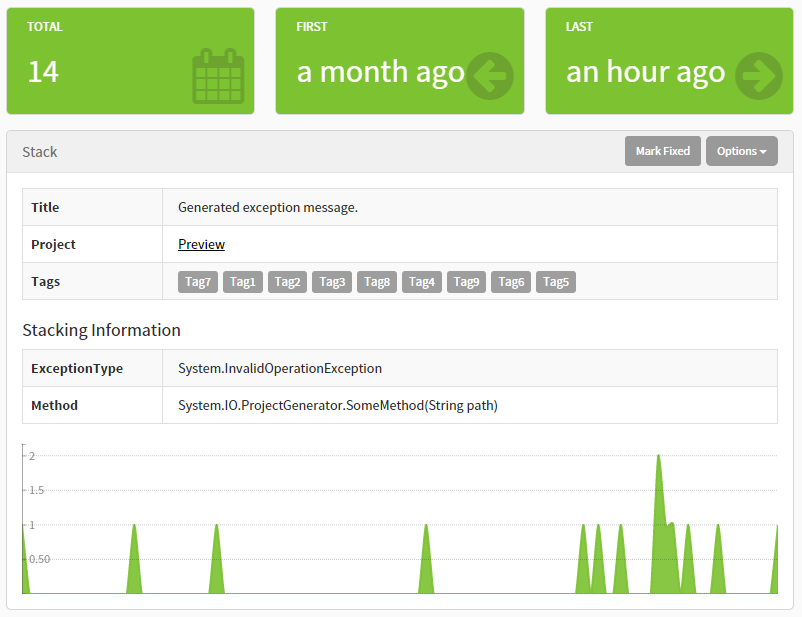 TOTAL
14
FIRST
a month ago
LAST
an hour ago
Stack
Mark Fixed
Options
Title
Generated exception message.
Project
Preview
Tags
Tag7 Tag1 Tag2 Tag3 Tag8 Tag4 Tag9 Tag6 Tag5
Stacking Information
ExceptionType
System.InvalidOperationException
Method
System.IO.ProjectGenerator.SomeMethod(String path)
2
1.5
1
0.50